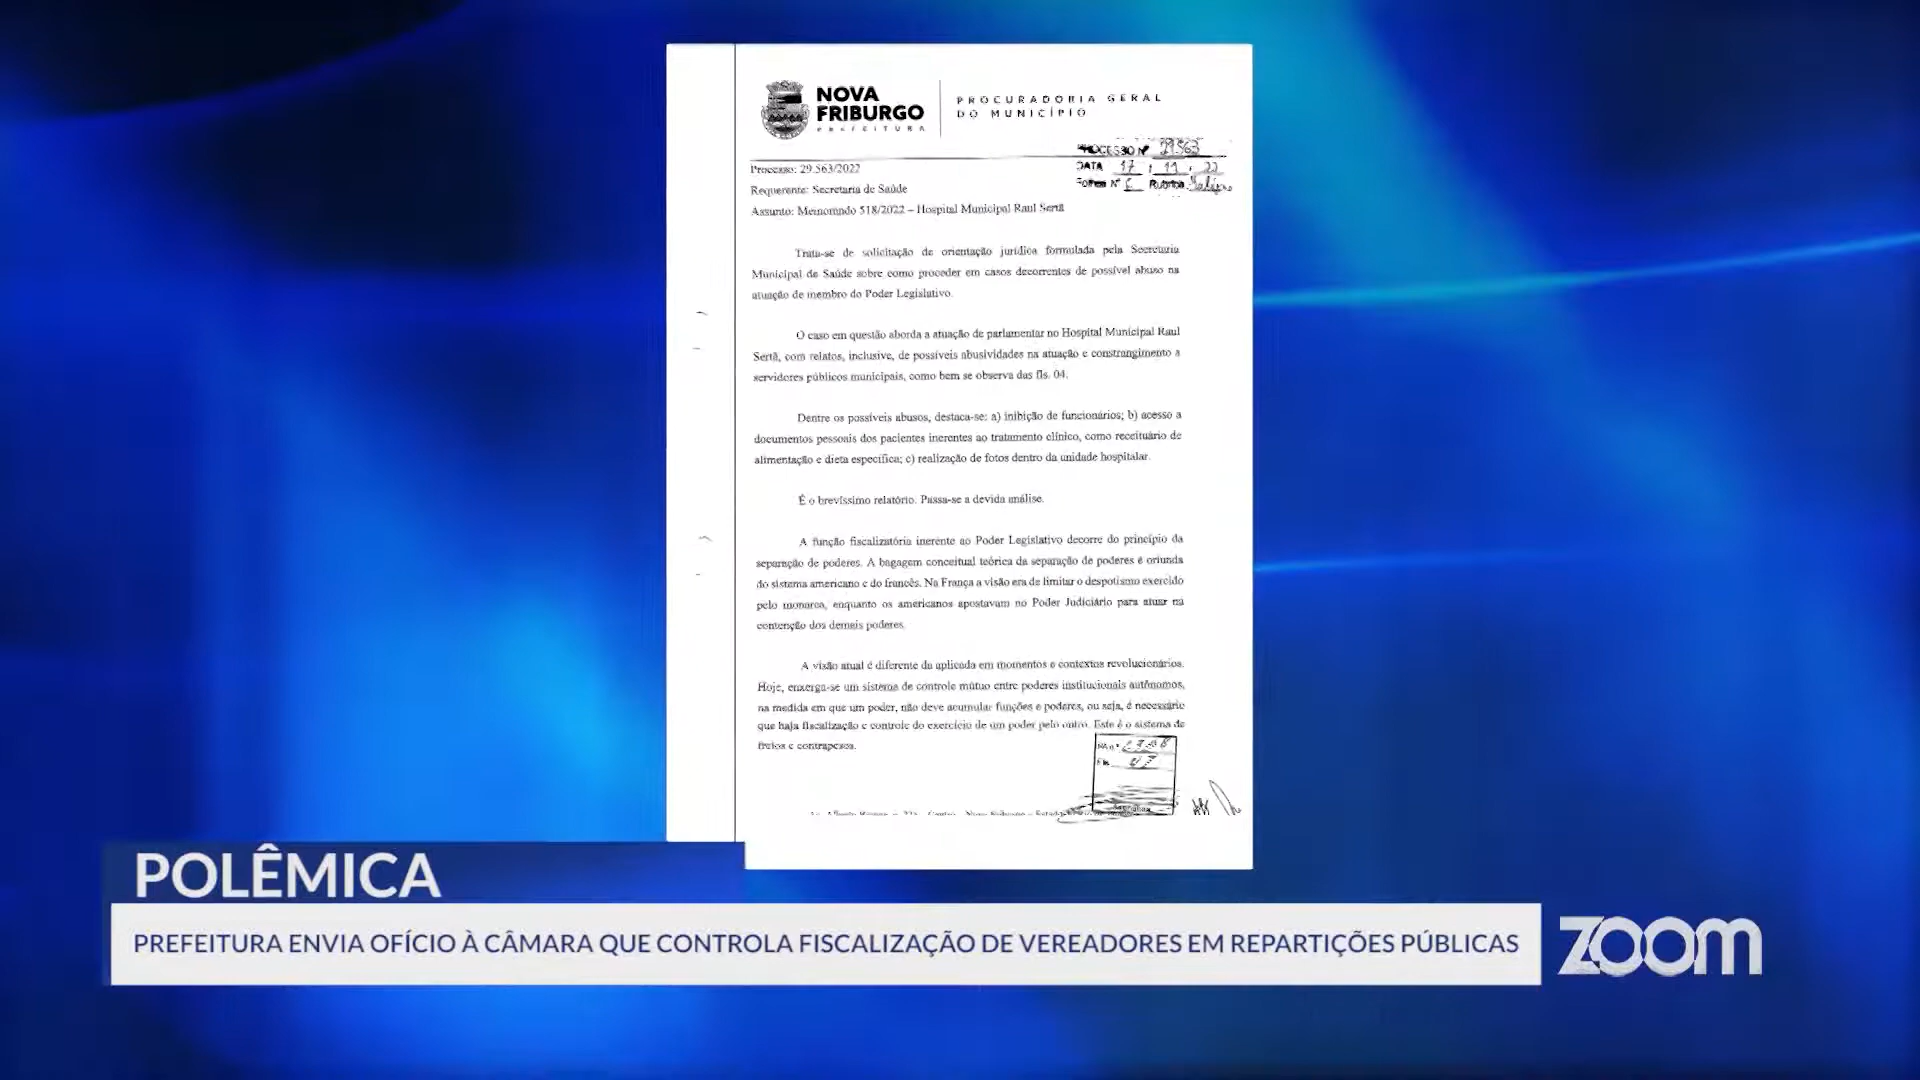 NOVA
FRIBURGO
PREFEITURA
PROCURADORIA GERAL
DO MUNICÍPIO
PROCESSO Nº 29.563
DATA 17 / 11 / 22
Folhas Nº Rubrica
Processo: 29.563/2022
Requerente: Secretaria de Saúde
Assunto: Memorando 518/2022 – Hospital Municipal Raul Sertã
Trata-se de solicitação de orientação jurídica formulada pela Secretaria
Municipal de Saúde sobre como proceder em casos decorrentes de possível abuso na
atuação de membro do Poder Legislativo.
O caso em questão aborda a atuação de parlamentar no Hospital Municipal Raul
Sertã, com relatos, inclusive, de possíveis abusividades na atuação e constrangimento a
servidores públicos municipais, como bem se observa das fls. 04.
Dentre os possíveis abusos, destaca-se: a) inibição de funcionários; b) acesso a
documentos pessoais dos pacientes inerentes ao tratamento clínico, como receituário de
alimentação e dieta específica; c) realização de fotos dentro da unidade hospitalar.
É o brevíssimo relatório. Passa-se a devida análise.
A função fiscalizatória inerente ao Poder Legislativo decorre do princípio da
separação de poderes. A bagagem conceitual teórica da separação de poderes é oriunda
do sistema americano e do francês. Na França a visão era de limitar o despotismo exercido
pelo monarca, enquanto os americanos apostavam no Poder Judiciário para atuar na
contenção dos demais poderes.
A visão atual é diferente da aplicada em momentos e contextos revolucionários.
Hoje, enxerga-se um sistema de controle mútuo entre poderes institucionais autônomos,
na medida em que um poder, não deve acumular funções e poderes, ou seja, é necessário
que haja fiscalização e controle do exercício de um poder pelo outro. Este é o sistema de
freios e contrapesos.
POLÊMICA
PREFEITURA ENVIA OFÍCIO À CÂMARA QUE CONTROLA FISCALIZAÇÃO DE VEREADORES EM REPARTIÇÕES PÚBLICAS
ZOOM